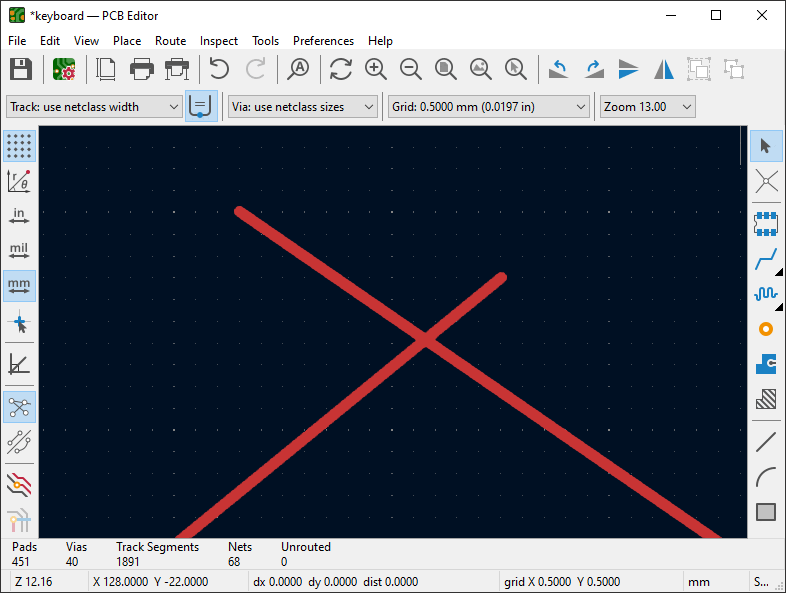 *keyboard — PCB Editor
File Edit View Place Route Inspect Tools Preferences Help
Track: use netclass width Via: use netclass sizes Grid: 0.5000 mm (0.0197 in) Zoom 13.00
r
θ
in
mil
mm
Pads Vias Track Segments Nets Unrouted
451 40 1891 68 0
Z 12.16 X 128.0000 Y -22.0000 dx 0.0000 dy 0.0000 dist 0.0000 grid X 0.5000 Y 0.5000 mm S...